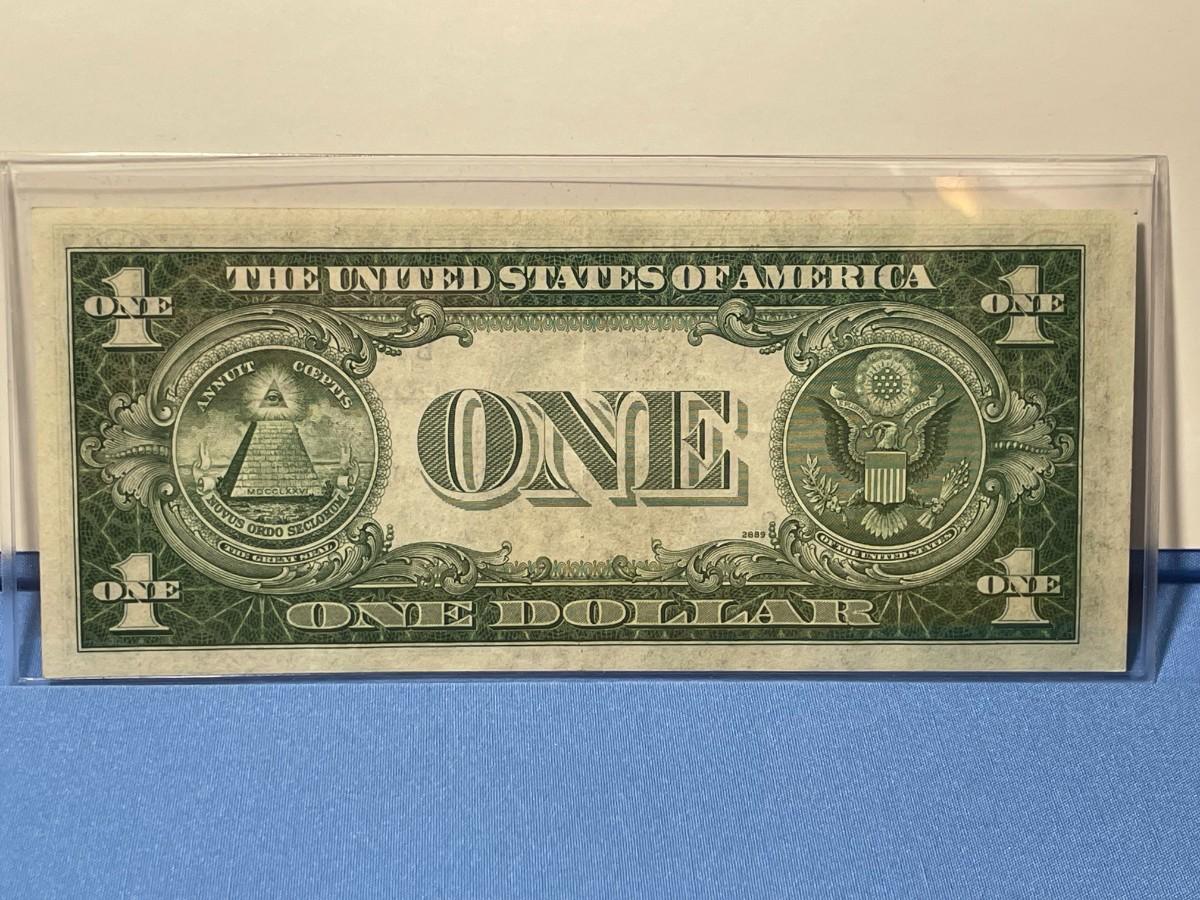 THE UNITED STATES OF AMERICA
1
ONE
1
ONE
ANNUIT CŒPTIS
MDCCLXXVI
NOVUS ORDO SECLORUM
THE GREAT SEAL
ONE
2889
OF THE UNITED STATES
1
ONE
ONE DOLLAR
1
ONE